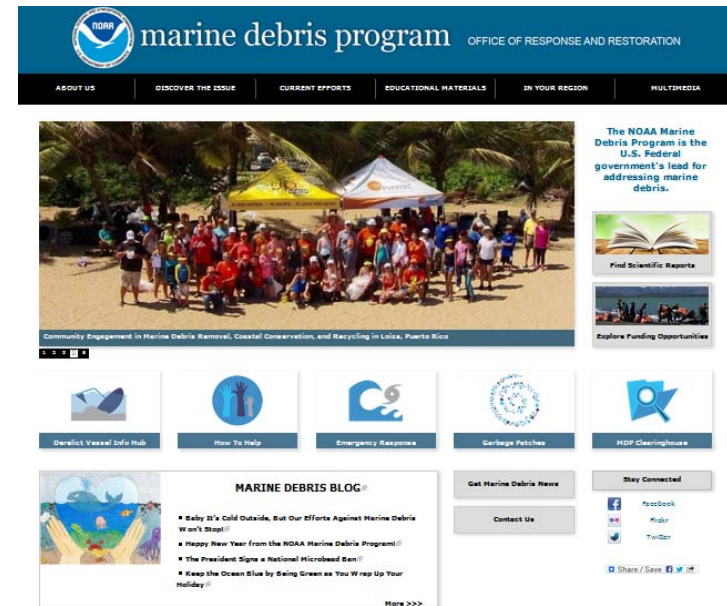 NOAA
marine debris program
OFFICE OF RESPONSE AND RESTORATION
ABOUT US
DISCOVER THE ISSUE
CURRENT EFFORTS
EDUCATIONAL MATERIALS
IN YOUR REGION
MULTIMEDIA
EVERTEC
Community Engagement in Marine Debris Removal, Coastal Conservation, and Recycling in Loiza, Puerto Rico
1 2 3 4 5
The NOAA Marine
Debris Program is the
U.S. Federal
government's lead for
addressing marine
debris.
Find Scientific Reports
Explore Funding Opportunities
Derelict Vessel Info Hub
How To Help
Emergency Response
Garbage Patches
MDP Clearinghouse
MARINE DEBRIS BLOG
Baby It's Cold Outside, But Our Efforts Against Marine Debris
Won't Stop!
Happy New Year from the NOAA Marine Debris Program!
The President Signs a National Microbead Ban
Keep the Ocean Blue by Being Green as You Wrap Up Your
Holiday
More >>>
Get Marine Debris News
Contact Us
Stay Connected
Facebook
Flickr
Twitter
Share / Save